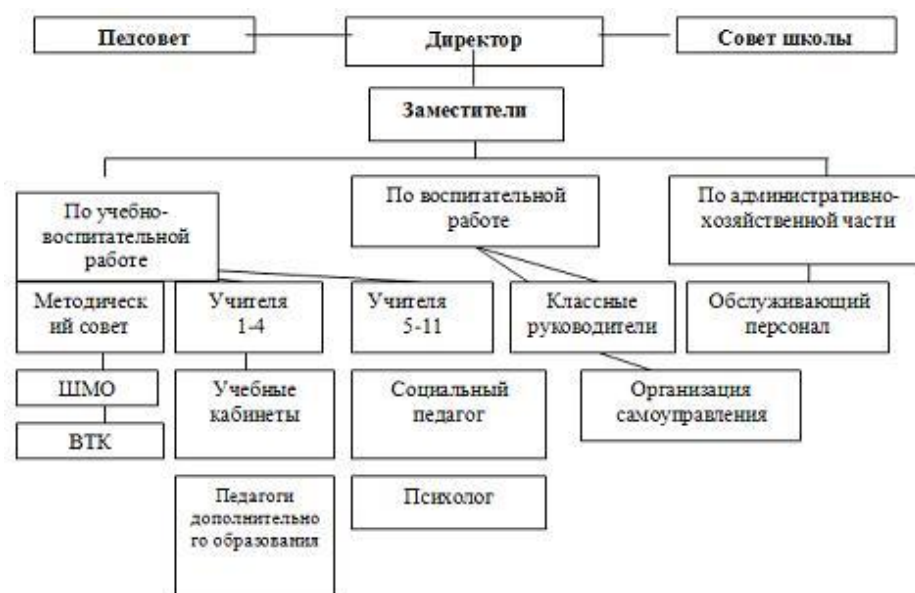 Педсовет
Директор
Совет школы
Заместители
По учебно-
воспитательной
работе
По воспитательной
работе
По административно-
хозяйственной части
Методическ
ий совет
Учителя
1-4
Учителя
5-11
Классные
руководители
Обслуживающий
персонал
ШМО
Учебные
кабинеты
Социальный
педагог
Организация
самоуправления
ВТК
Педагоги
дополнительно
го образования
Психолог